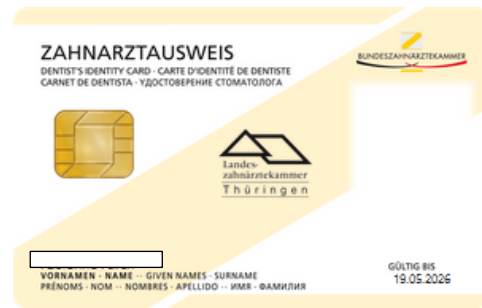 ZAHNARZTAUSWEIS
DENTIST'S IDENTITY CARD · CARTE D'IDENTITÉ DE DENTISTE
CARNET DE DENTISTA · УДОСТОВЕРЕНИЕ СТОМАТОЛОГА
BUNDESZAHNÄRZTEKAMMER
Landes-
zahnärztekammer
Thüringen
VORNAMEN · NAME ·· GIVEN NAMES · SURNAME
PRÉNOMS · NOM ·· NOMBRES · APELLIDO ·· ИМЯ · ФАМИЛИЯ
GÜLTIG BIS
19.05.2026